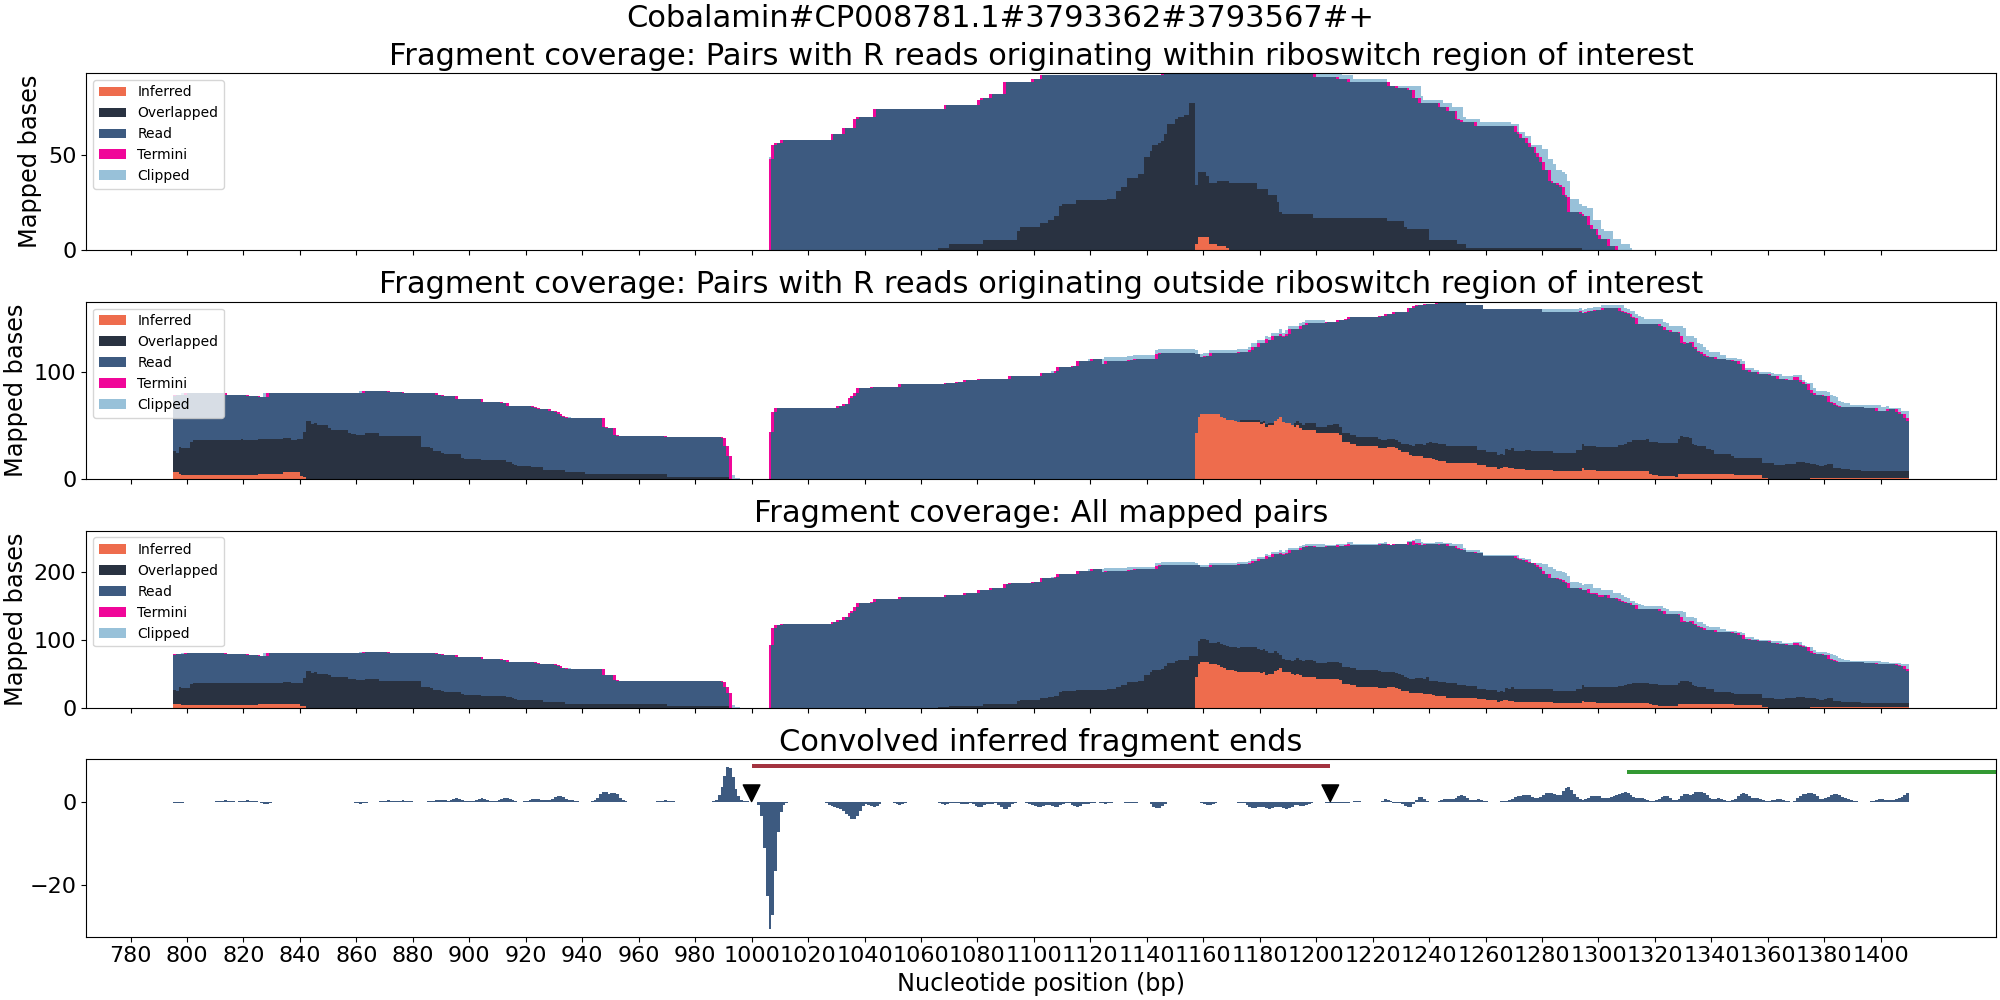 Cobalamin#CP008781.1#3793362#3793567#+
Fragment coverage: Pairs with R reads originating within riboswitch region of interest
Mapped bases
50
0
Inferred
Overlapped
Read
Termini
Clipped
Fragment coverage: Pairs with R reads originating outside riboswitch region of interest
Mapped bases
100
0
Inferred
Overlapped
Read
Termini
Clipped
Fragment coverage: All mapped pairs
Mapped bases
200
100
0
Inferred
Overlapped
Read
Termini
Clipped
Convolved inferred fragment ends
0
−20
780 800 820 840 860 880 900 920 940 960 980 1000 1020 1040 1060 1080 1100 1120 1140 1160 1180 1200 1220 1240 1260 1280 1300 1320 1340 1360 1380 1400
Nucleotide position (bp)